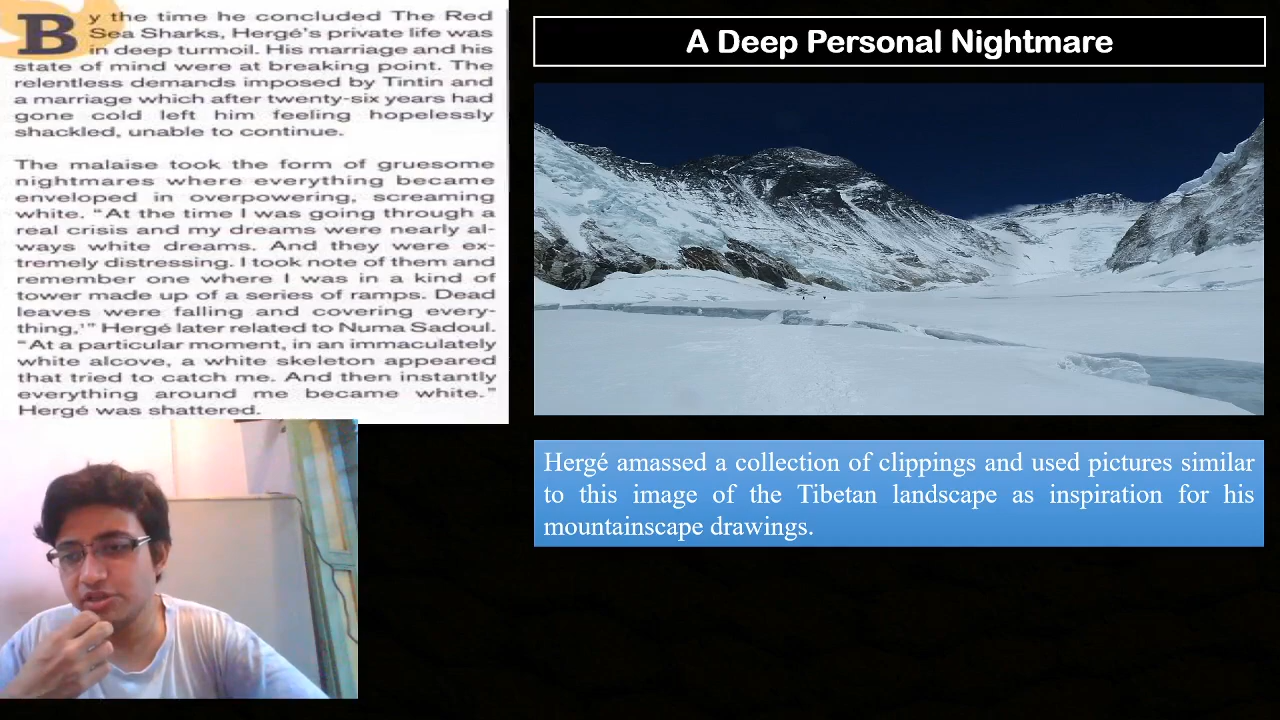 By the time he concluded The Red
Sea Sharks, Hergé's private life was
in deep turmoil. His marriage and his
state of mind were at breaking point. The
relentless demands imposed by Tintin and
a marriage which after twenty-six years had
gone cold left him feeling hopelessly
shackled, unable to continue.
The malaise took the form of gruesome
nightmares where everything became
enveloped in overpowering, screaming
white. "At the time I was going through a
real crisis and my dreams were nearly al-
ways white dreams. And they were ex-
tremely distressing. I took note of them and
remember one where I was in a kind of
tower made up of a series of ramps. Dead
leaves were falling and covering every-
thing,'" Hergé later related to Numa Sadoul.
"At a particular moment, in an immaculately
white alcove, a white skeleton appeared
that tried to catch me. And then instantly
everything around me became white."
Hergé was shattered.
A Deep Personal Nightmare
Hergé amassed a collection of clippings and used pictures similar
to this image of the Tibetan landscape as inspiration for his
mountainscape drawings.